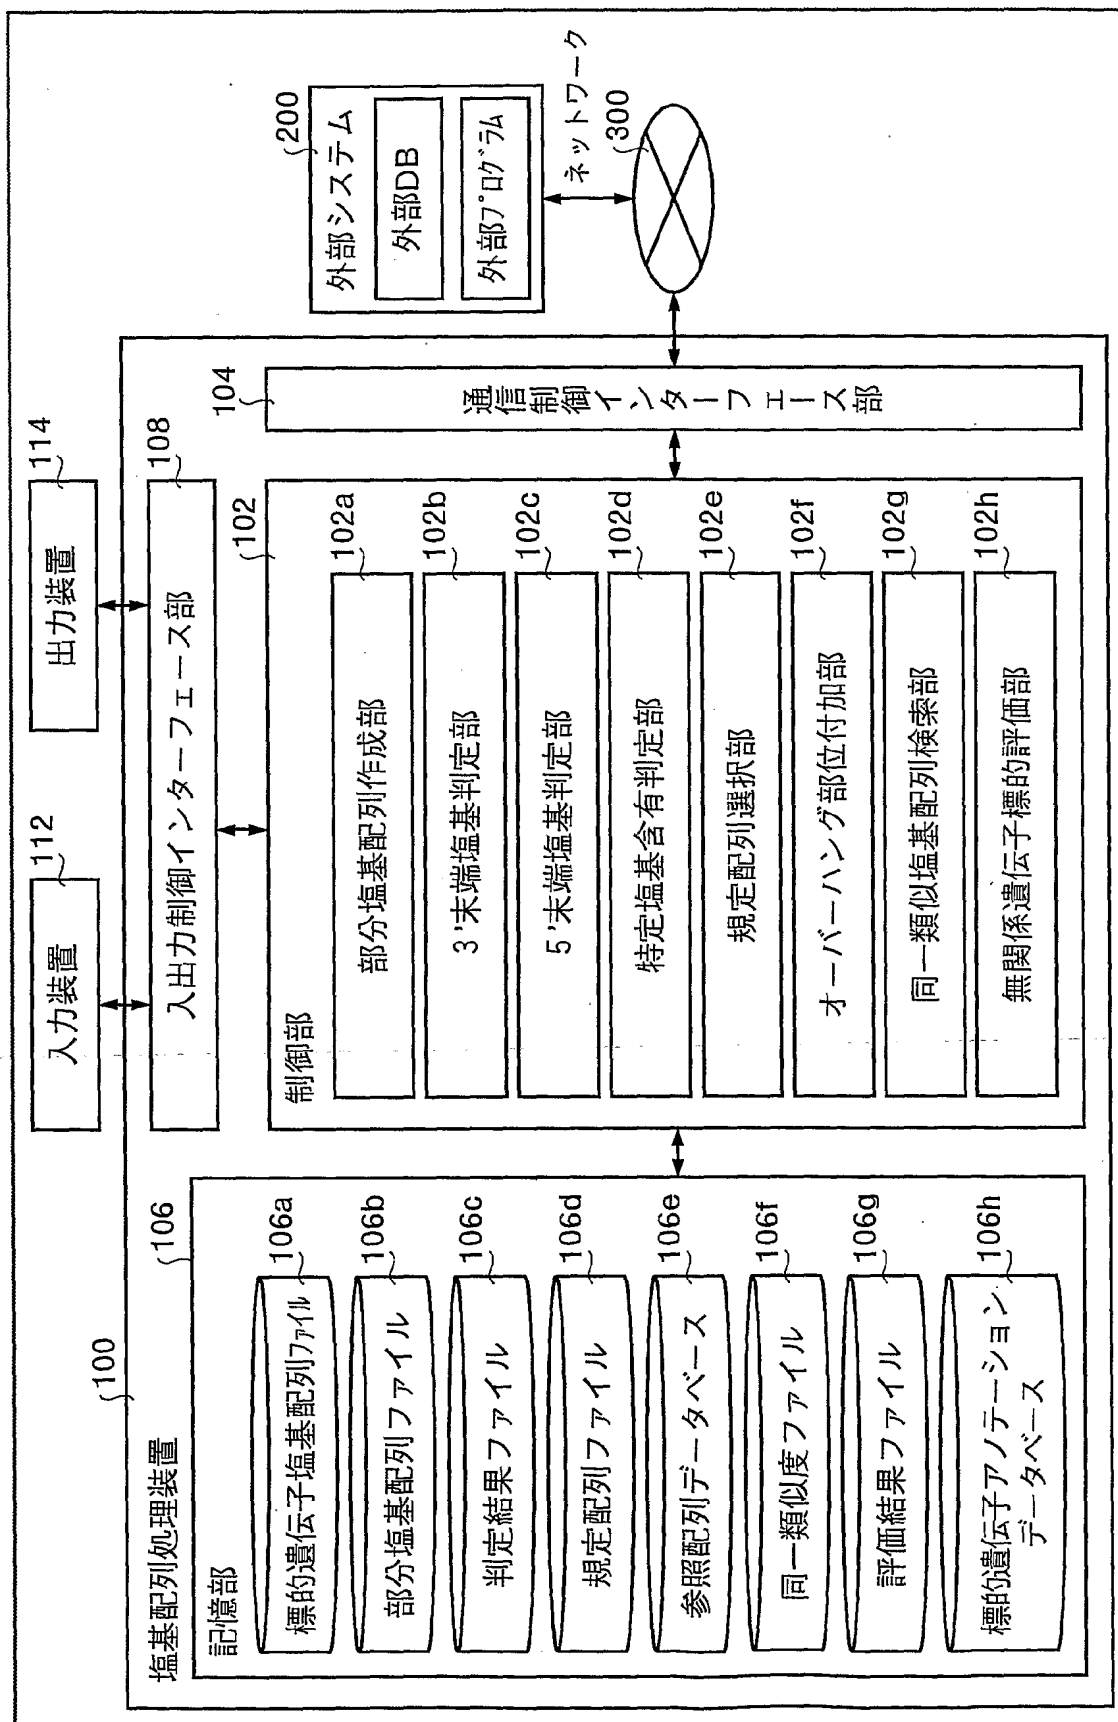 塩基配列処理装置
100
記憶部
106
標的遺伝子塩基配列ファイル
106a
部分塩基配列ファイル
106b
判定結果ファイル
106c
規定配列ファイル
106d
参照配列データベース
106e
同一類似度ファイル
106f
評価結果ファイル
106g
標的遺伝子アノテーション
データベース
106h
入力装置
112
出力装置
114
入出力制御インターフェース部
108
制御部
102
部分塩基配列作成部
102a
3'末端塩基判定部
102b
5'末端塩基判定部
102c
特定塩基含有判定部
102d
規定配列選択部
102e
オーバーハング部位付加部
102f
同一類似塩基配列検索部
102g
無関係遺伝子標的評価部
102h
104
通信制御インターフェース部
200
外部システム
外部DB
外部プログラム
ネットワーク
300